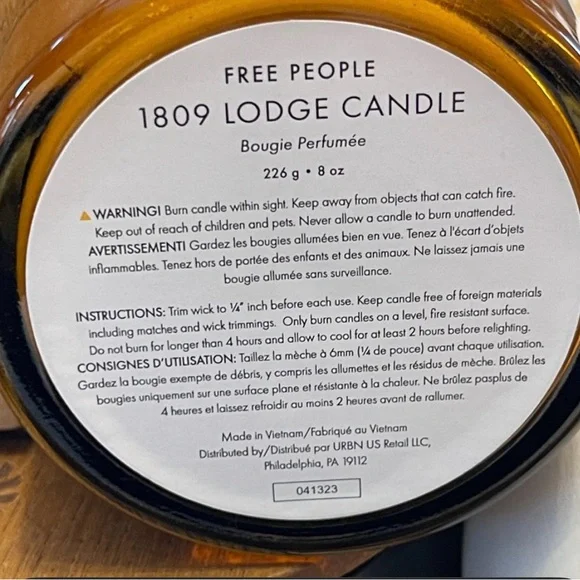 FREE PEOPLE
1809 LODGE CANDLE
Bougie Perfumée
226 g • 8 oz
WARNING! Burn candle within sight. Keep away from objects that can catch fire.
Keep out of reach of children and pets. Never allow a candle to burn unattended.
AVERTISSEMENT! Gardez les bougies allumées bien en vue. Tenez à l'écart d'objets
inflammables. Tenez hors de portée des enfants et des animaux. Ne laissez jamais une
bougie allumée sans surveillance.
INSTRUCTIONS: Trim wick to ¼" inch before each use. Keep candle free of foreign materials
including matches and wick trimmings. Only burn candles on a level, fire resistant surface.
Do not burn for longer than 4 hours and allow to cool for at least 2 hours before relighting.
CONSIGNES D'UTILISATION: Taillez la mèche à 6mm (¼ de pouce) avant chaque utilisation.
Gardez la bougie exempte de débris, y compris les allumettes et les résidus de mèche. Brûlez les
bougies uniquement sur une surface plane et résistante à la chaleur. Ne brûlez pasplus de
4 heures et laissez refroidir au moins 2 heures avant de rallumer.
Made in Vietnam/Fabriqué au Vietnam
Distributed by/Distribué par URBN US Retail LLC,
Philadelphia, PA 19112
041323